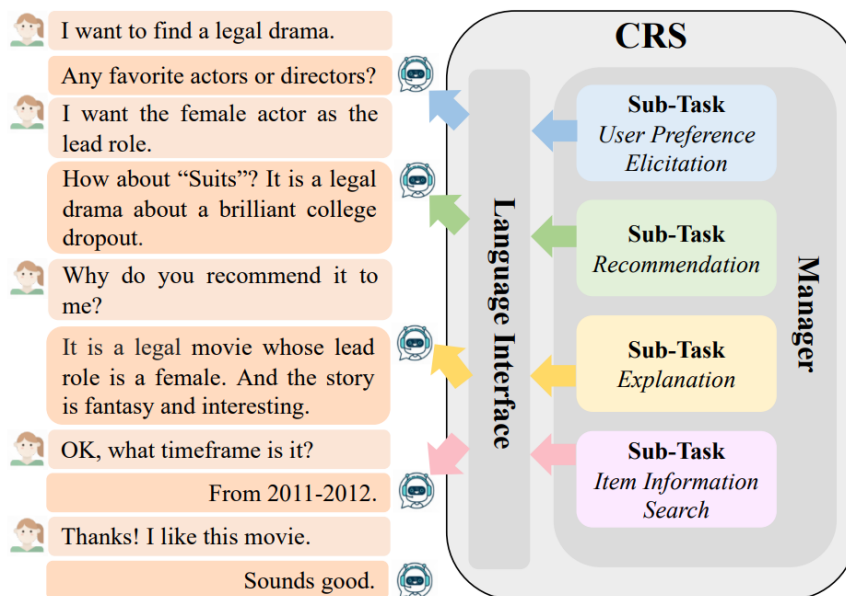 I want to find a legal drama.
Any favorite actors or directors?
I want the female actor as the
lead role.
How about “Suits”? It is a legal
drama about a brilliant college
dropout.
Why do you recommend it to
me?
It is a legal movie whose lead
role is a female. And the story
is fantasy and interesting.
OK, what timeframe is it?
From 2011-2012.
Thanks! I like this movie.
Sounds good.
CRS
Language Interface
Sub-Task
User Preference
Elicitation
Sub-Task
Recommendation
Sub-Task
Explanation
Sub-Task
Item Information
Search
Manager